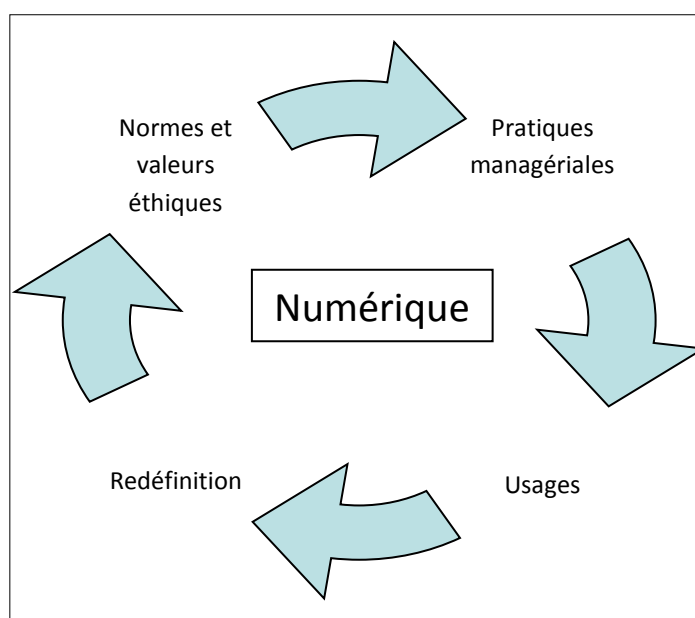 Normes et
valeurs
éthiques
Pratiques
managériales
Numérique
Redéfinition
Usages